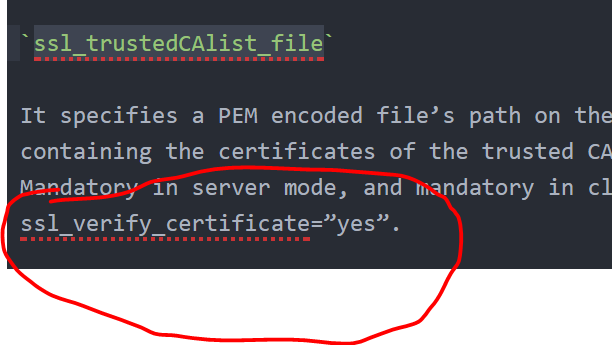 `ssl_trustedCAlist_file`
It specifies a PEM encoded file’s path on the
containing the certificates of the trusted CA
Mandatory in server mode, and mandatory in cl
ssl_verify_certificate=”yes”.